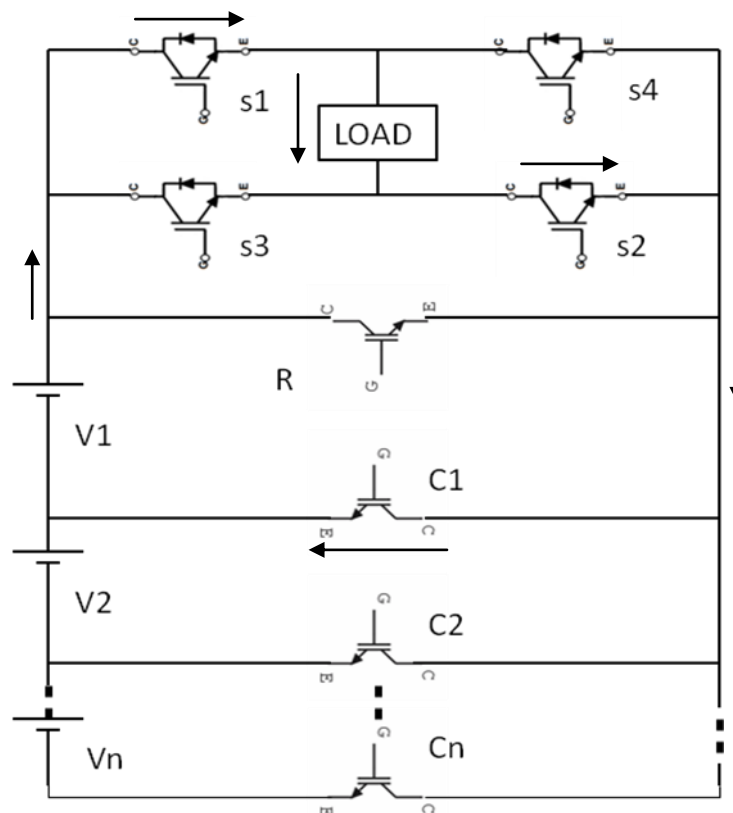 C E C E
G s1 G s4
LOAD
C E C E
G s3 G s2
C E
R G
V1
G C1
E C
V2
G C2
E C
Vn
G Cn
E C